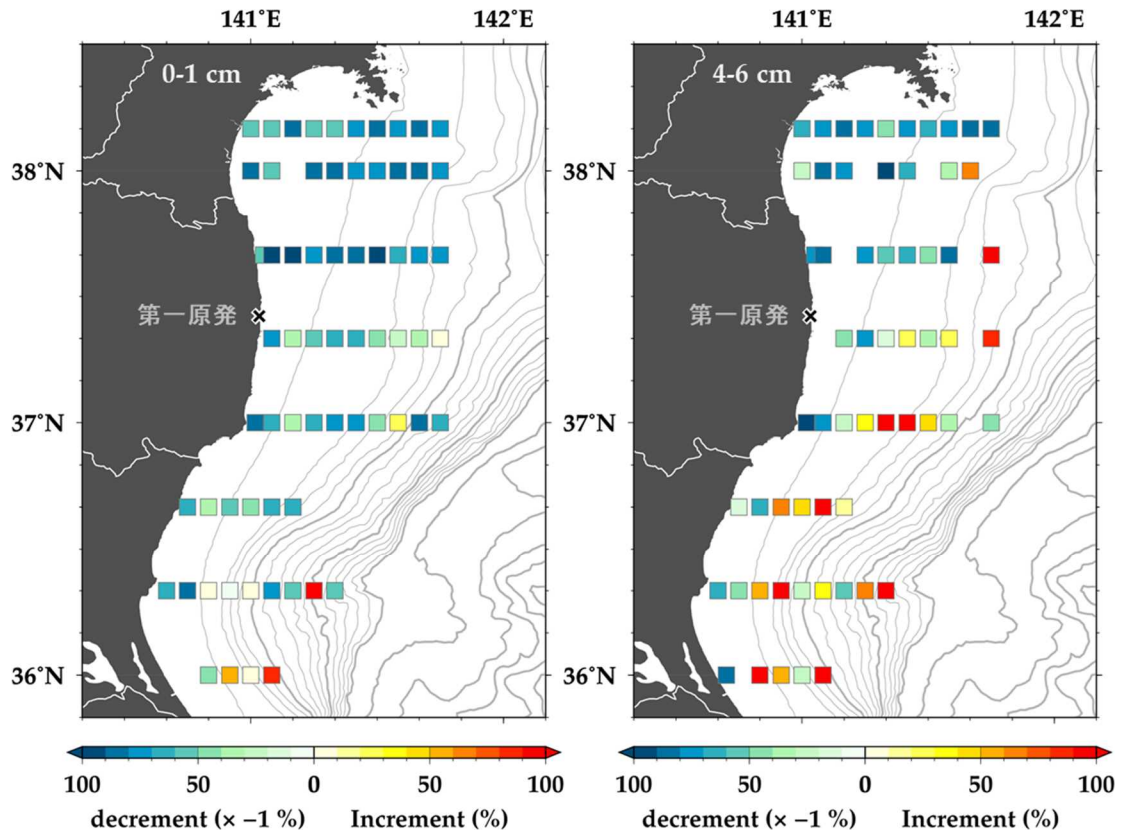 141˚E 142˚E 141˚E 142˚E
0-1 cm 4-6 cm
38˚N 38˚N
第一原発 第一原発
37˚N 37˚N
36˚N 36˚N
100 50 0 50 100 100 50 0 50 100
decrement (× −1 %) Increment (%) decrement (× −1 %) Increment (%)